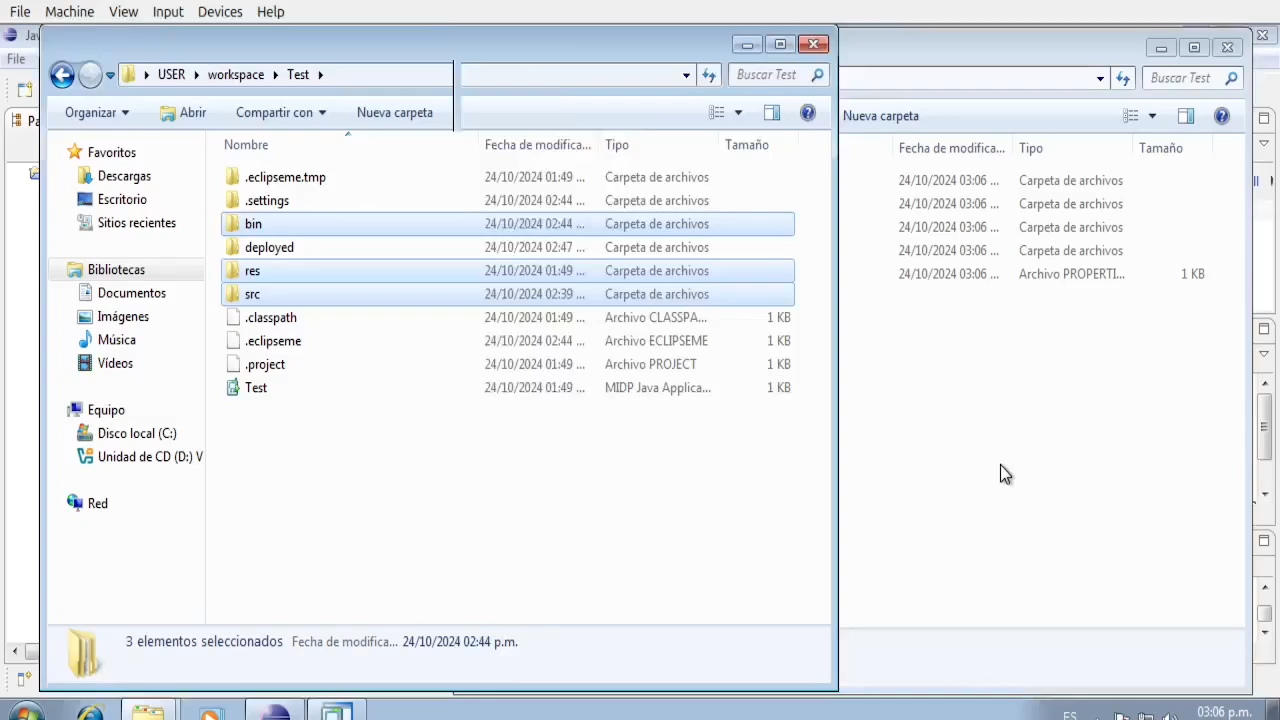 File Machine View Input Devices Help
Jav
File
USER workspace Test
Buscar Test
Buscar Test
Organizar Abrir Compartir con Nueva carpeta
Nueva carpeta
Pa
Nombre Fecha de modifica... Tipo Tamaño
Fecha de modifica... Tipo Tamaño
Favoritos
Descargas
Escritorio
Sitios recientes
Bibliotecas
Documentos
Imágenes
Música
Vídeos
Equipo
Disco local (C:)
Unidad de CD (D:) V
Red
.eclipseme.tmp 24/10/2024 01:49 ... Carpeta de archivos
.settings 24/10/2024 02:44 ... Carpeta de archivos
bin 24/10/2024 02:44 ... Carpeta de archivos
deployed 24/10/2024 02:47 ... Carpeta de archivos
res 24/10/2024 01:49 ... Carpeta de archivos
src 24/10/2024 02:39 ... Carpeta de archivos
.classpath 24/10/2024 01:49 ... Archivo CLASSPA... 1 KB
.eclipseme 24/10/2024 02:44 ... Archivo ECLIPSEME 1 KB
.project 24/10/2024 01:49 ... Archivo PROJECT 1 KB
Test 24/10/2024 01:49 ... MIDP Java Applica... 1 KB
24/10/2024 03:06 ... Carpeta de archivos
24/10/2024 03:06 ... Carpeta de archivos
24/10/2024 03:06 ... Carpeta de archivos
24/10/2024 03:06 ... Carpeta de archivos
24/10/2024 03:06 ... Archivo PROPERTI... 1 KB
3 elementos seleccionados Fecha de modifica... 24/10/2024 02:44 p.m.
ES 03:06 p.m.